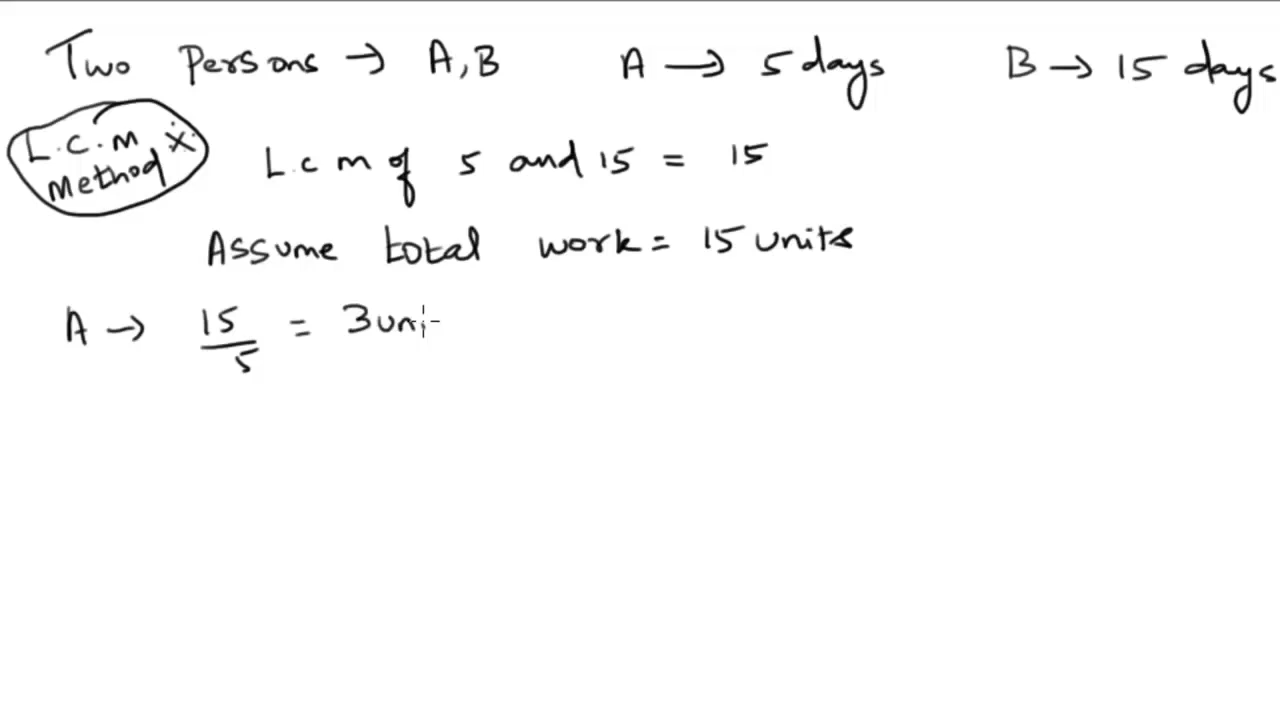 Two Persons → A, B A → 5 days B → 15 days
L.C.M X
Method
L.C M of 5 and 15 = 15
Assume total work = 15 units
A → 15/5 = 3 uni